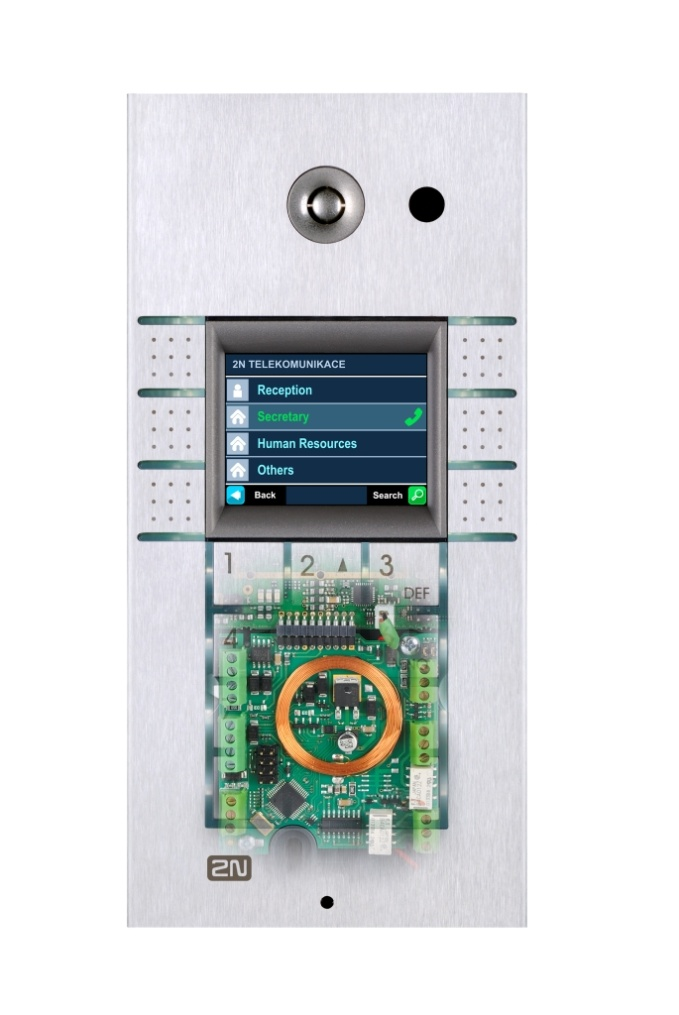 2N TELEKOMUNIKACE
Reception
Secretary
Human Resources
Others
Back Search
1 2 3
DEF
4
2N